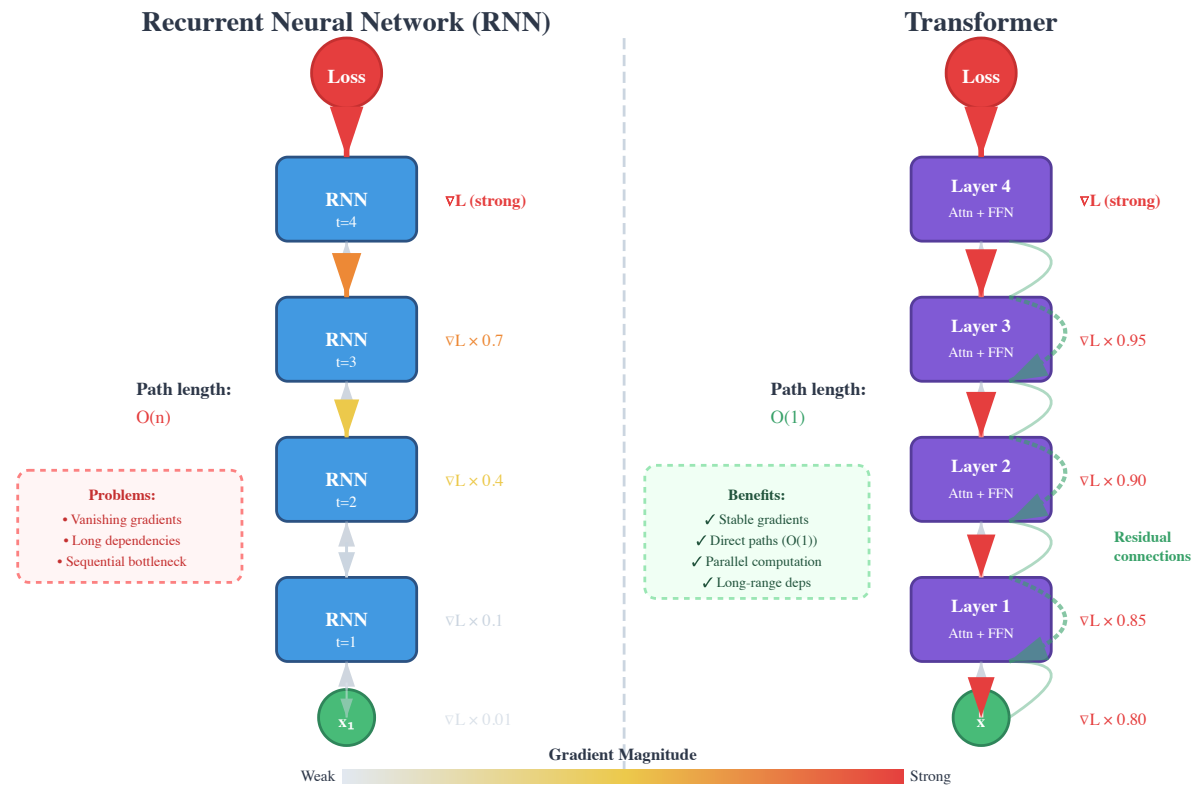 Recurrent Neural Network (RNN)
Loss
RNN
t=4
∇L (strong)
RNN
t=3
∇L × 0.7
Path length:
O(n)
RNN
t=2
∇L × 0.4
Problems:
• Vanishing gradients
• Long dependencies
• Sequential bottleneck
RNN
t=1
∇L × 0.1
x₁
∇L × 0.01
Transformer
Loss
Layer 4
Attn + FFN
∇L (strong)
Layer 3
Attn + FFN
∇L × 0.95
Path length:
O(1)
Layer 2
Attn + FFN
∇L × 0.90
Benefits:
✓ Stable gradients
✓ Direct paths (O(1))
✓ Parallel computation
✓ Long-range deps
Residual
connections
Layer 1
Attn + FFN
∇L × 0.85
x
∇L × 0.80
Gradient Magnitude
Weak
Strong